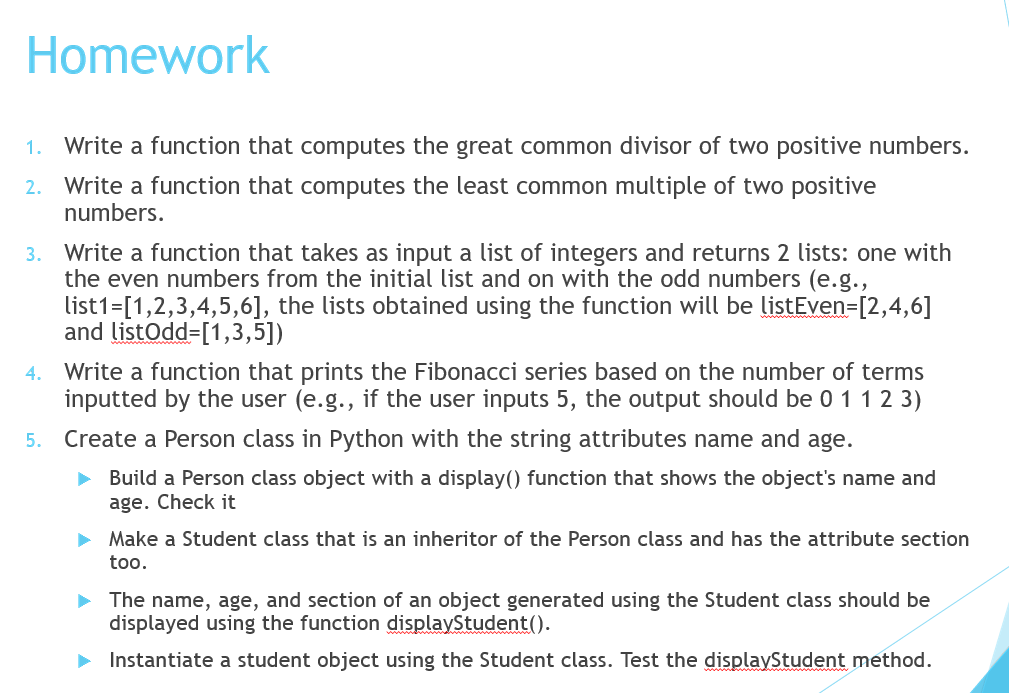 Homework
1. Write a function that computes the great common divisor of two positive numbers.
2. Write a function that computes the least common multiple of two positive
numbers.
3. Write a function that takes as input a list of integers and returns 2 lists: one with
the even numbers from the initial list and on with the odd numbers (e.g.,
list1=[1,2,3,4,5,6], the lists obtained using the function will be listEven=[2,4,6]
and listOdd=[1,3,5])
4. Write a function that prints the Fibonacci series based on the number of terms
inputted by the user (e.g., if the user inputs 5, the output should be 0 1 1 2 3)
5. Create a Person class in Python with the string attributes name and age.
Build a Person class object with a display() function that shows the object's name and
age. Check it
Make a Student class that is an inheritor of the Person class and has the attribute section
too.
The name, age, and section of an object generated using the Student class should be
displayed using the function displayStudent().
Instantiate a student object using the Student class. Test the displayStudent method.